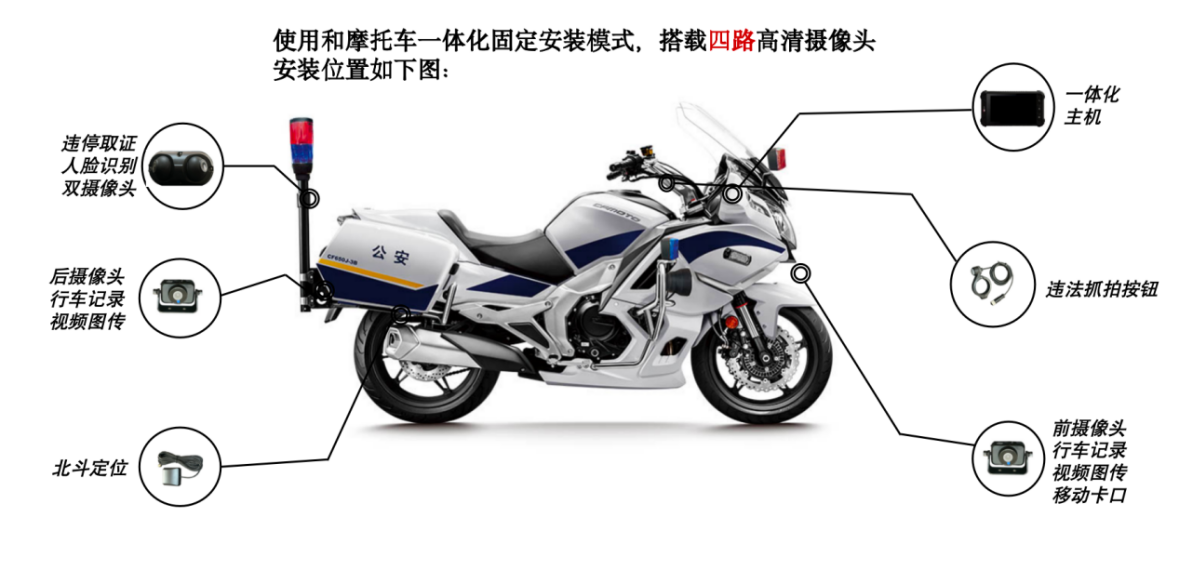 使用和摩托车一体化固定安装模式，搭载四路高清摄像头
安装位置如下图：
违停取证
人脸识别
双摄像头
一体化
主机
后摄像头
行车记录
视频图传
公安
CF650J-3B
CFMOTO
违法抓拍按钮
北斗定位
前摄像头
行车记录
视频图传
移动卡口